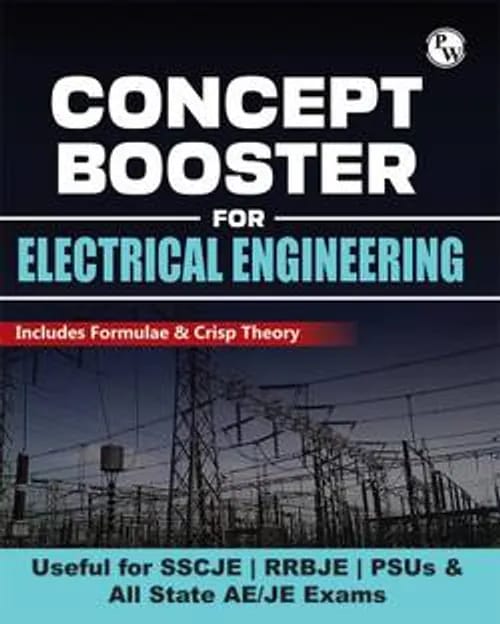 PW
CONCEPT
BOOSTER
FOR
ELECTRICAL ENGINEERING
Includes Formulae & Crisp Theory
Useful for SSCJE | RRBJE | PSUs &
All State AE/JE Exams